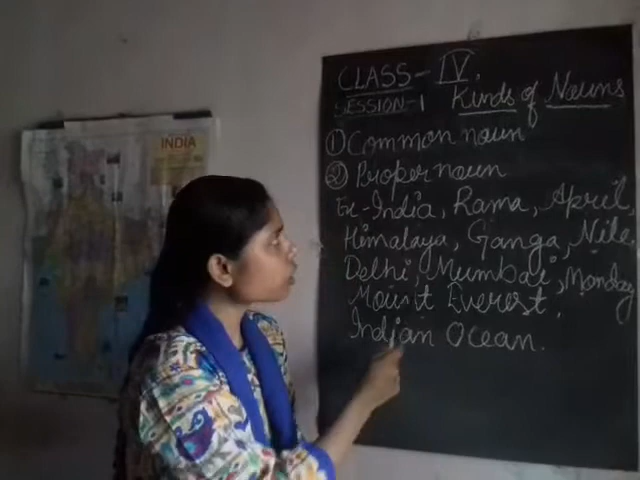 INDIA
CLASS - IV.
SESSION-1 Kinds of Nouns
① Common noun
② Proper noun
Ex-India, Rama, April,
Himalaya, Ganga, Nile,
Delhi, Mumbai, Monday
Mount Everest.
Indian Ocean.